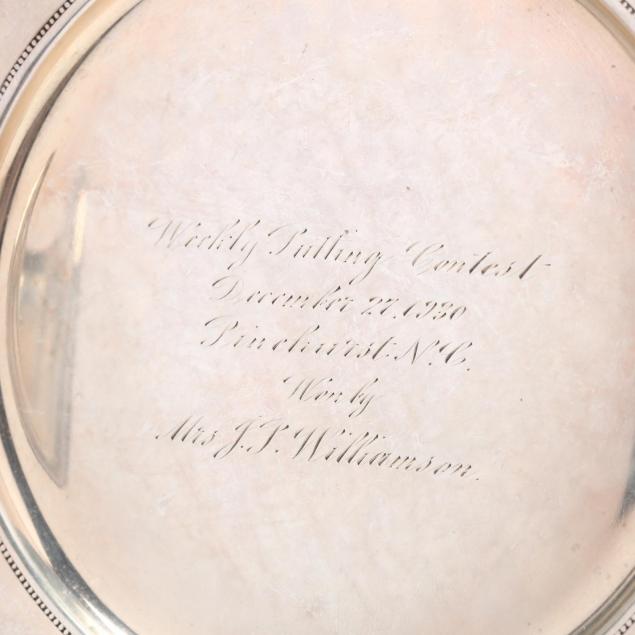 Weekly Putting Contest
December 27, 1930
Pinehurst N.C.
Won by
Mrs J.P. Williamson.